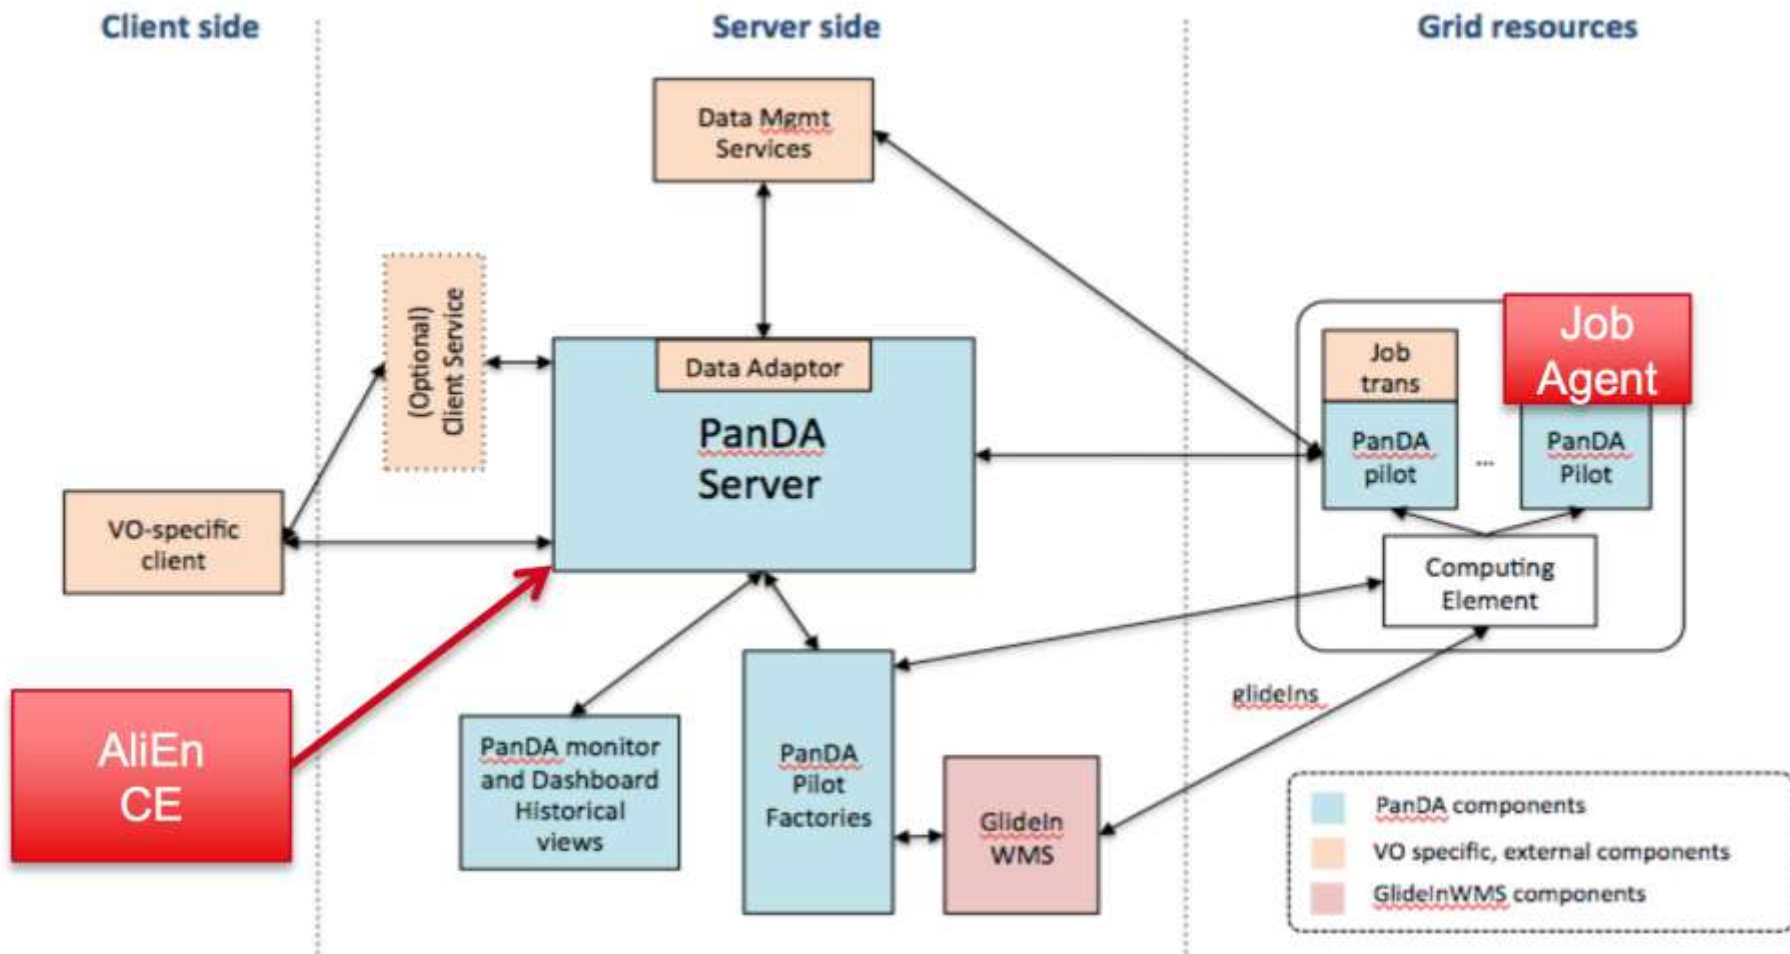 Client side
Server side
Grid resources
Data Mgmt
Services
(Optional)
Client Service
Data Adaptor
PanDA
Server
VO-specific
client
AliEn
CE
PanDA monitor
and Dashboard
Historical
views
PanDA
Pilot
Factories
GlideIn
WMS
glideIns
Job
trans
Job
Agent
PanDA
pilot
...
PanDA
Pilot
Computing
Element
PanDA components
VO specific, external components
GlideInWMS components